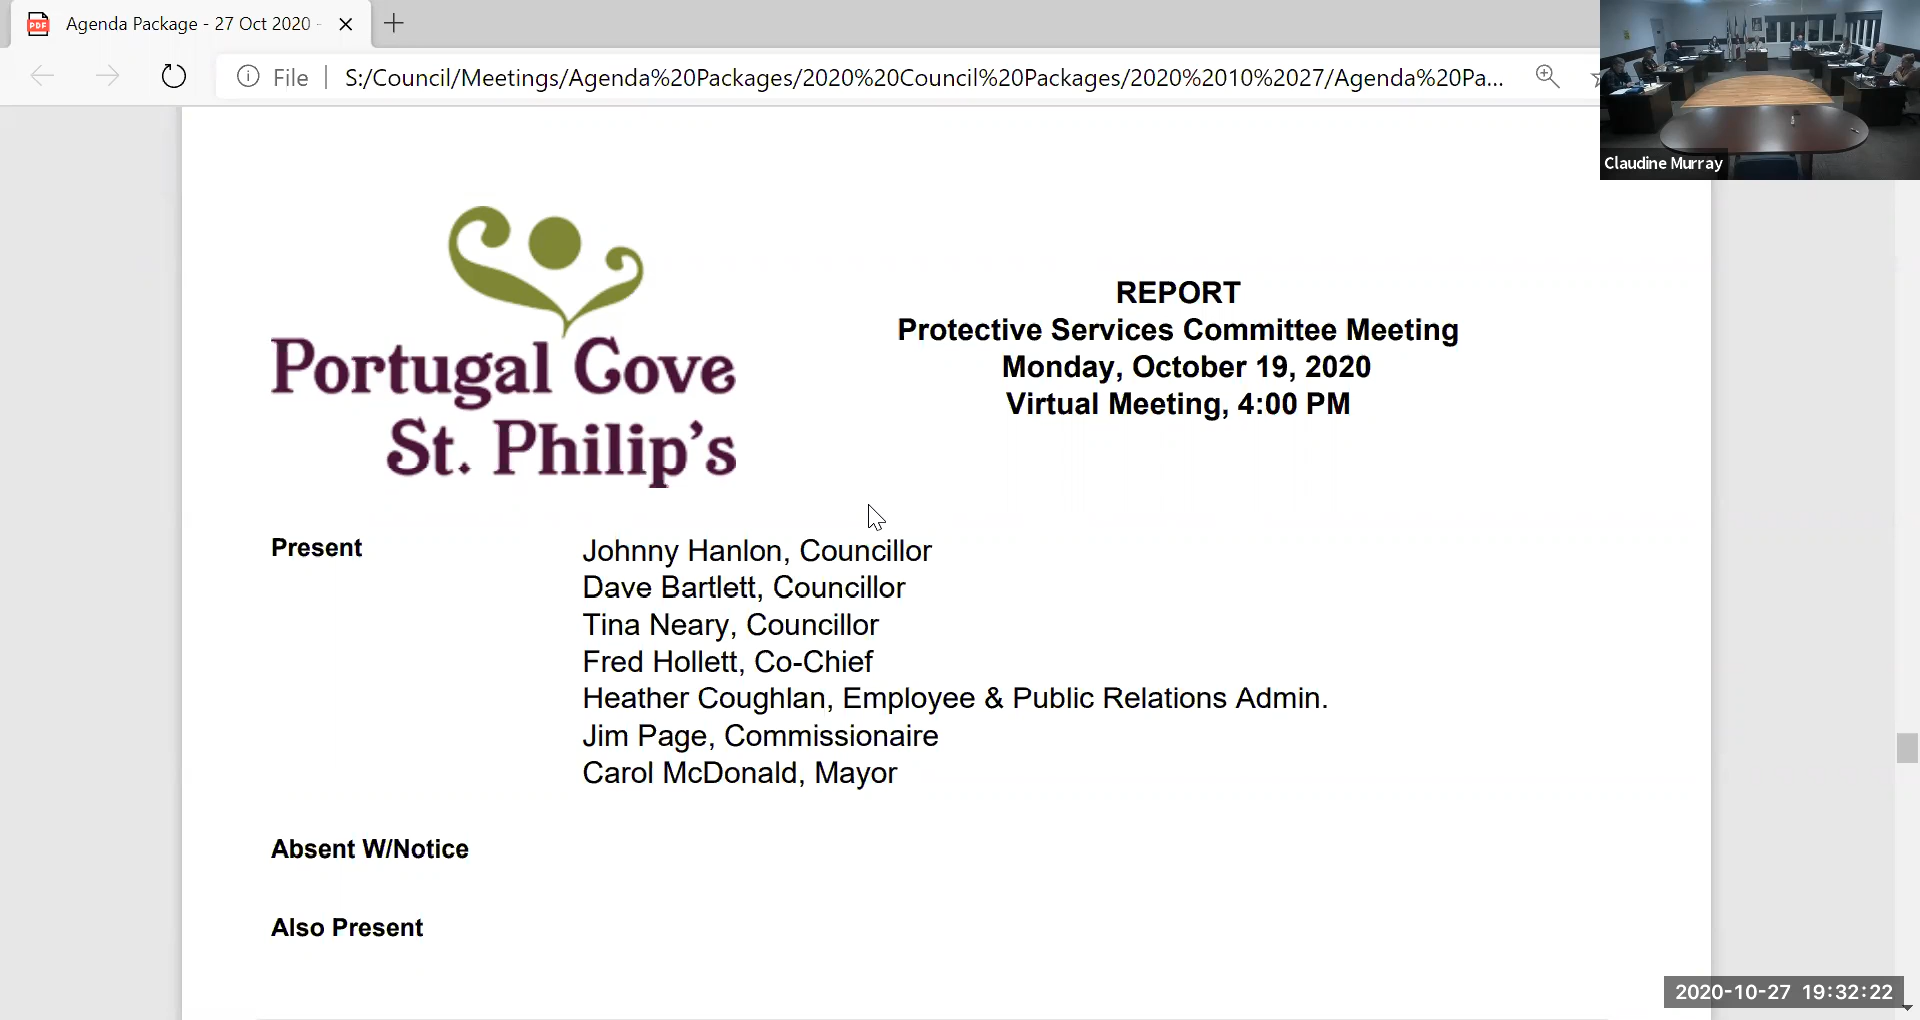 Agenda Package - 27 Oct 2020 -
File
S:/Council/Meetings/Agenda%20Packages/2020%20Council%20Packages/2020%2010%2027/Agenda%20Pa...
Claudine Murray
Portugal Cove
St. Philip's
REPORT
Protective Services Committee Meeting
Monday, October 19, 2020
Virtual Meeting, 4:00 PM
Present
Johnny Hanlon, Councillor
Dave Bartlett, Councillor
Tina Neary, Councillor
Fred Hollett, Co-Chief
Heather Coughlan, Employee & Public Relations Admin.
Jim Page, Commissionaire
Carol McDonald, Mayor
Absent W/Notice
Also Present
2020-10-27 19:32:22